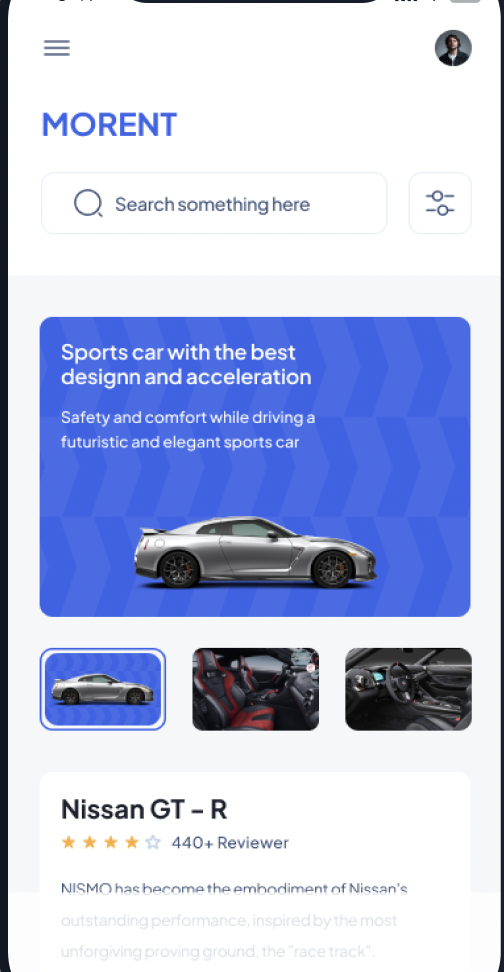 MORENT
Search something here
Sports car with the best
designn and acceleration
Safety and comfort while driving a
futuristic and elegant sports car
Nissan GT – R
440+ Reviewer
NISMO has become the embodiment of Nissan's
outstanding performance, inspired by the most
unforgiving proving ground, the "race track".